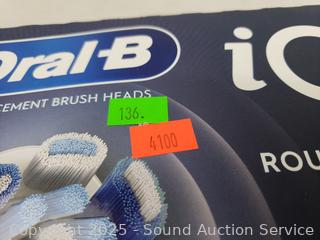 Oral-B
iO
CEMENT BRUSH HEADS
136.
4100
ROU
Copyright 2025 - Sound Auction Service